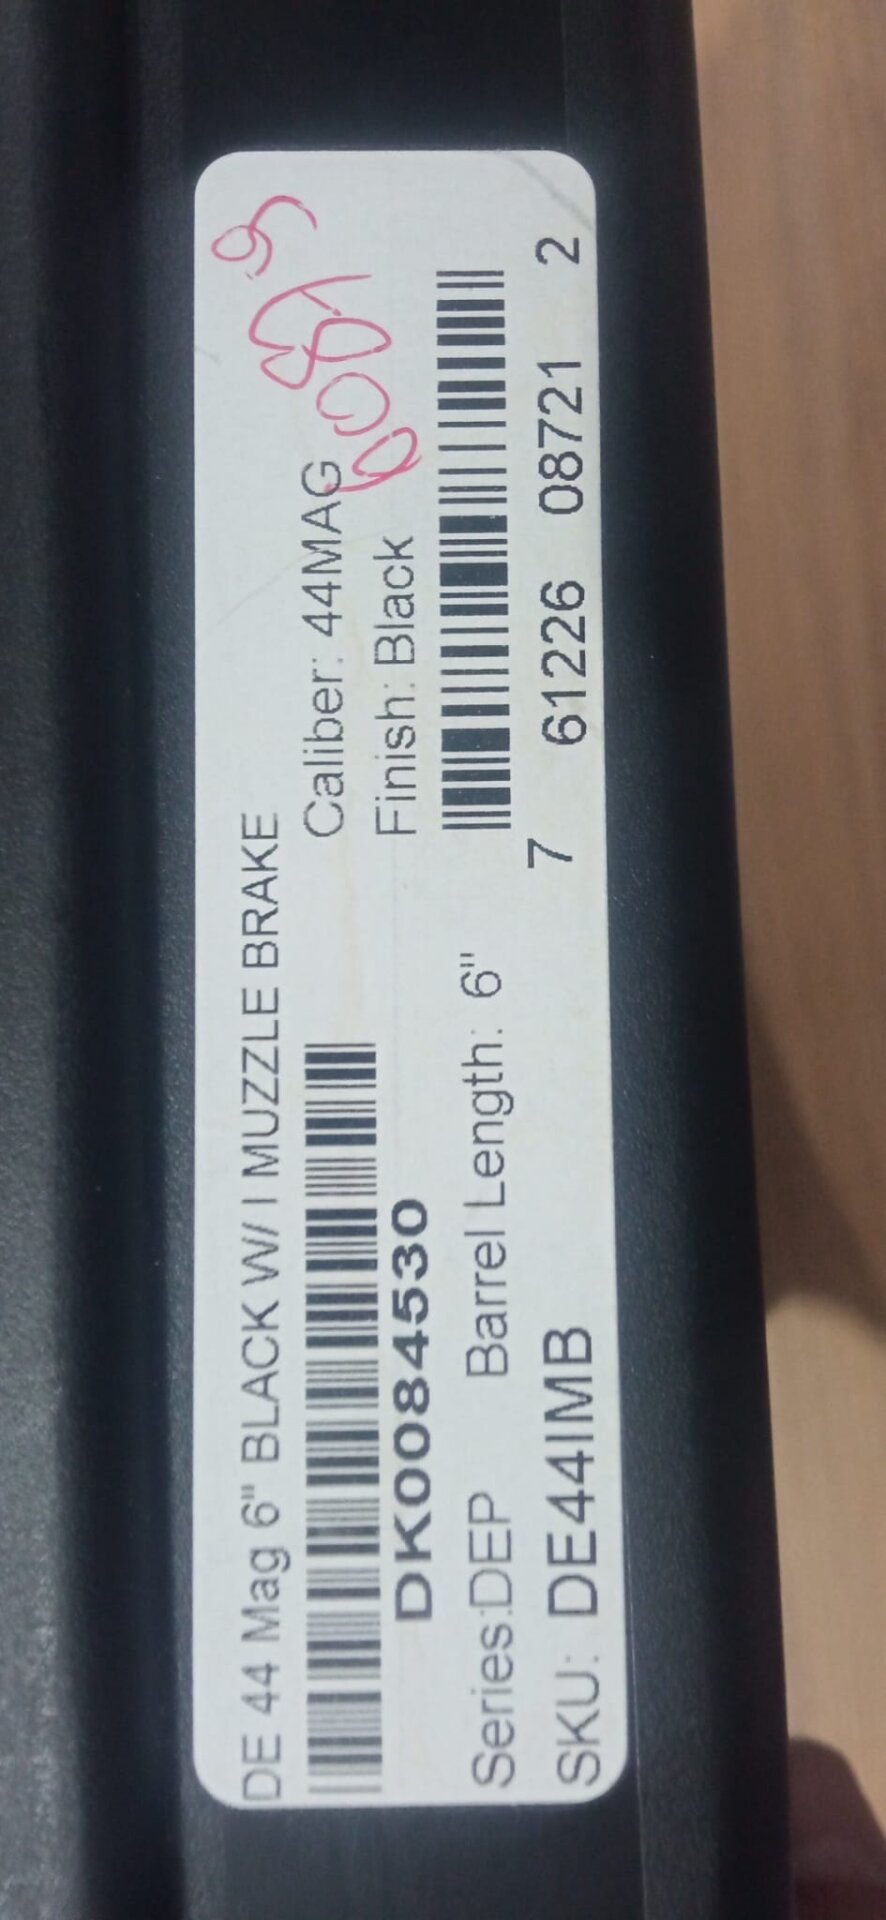 DE 44 Mag 6" BLACK W/ I MUZZLE BRAKE
Caliber: 44MAG
DK0084530
Finish: Black
Series:DEP
Barrel Length: 6"
SKU: DE44IMB
7 61226 08721 2